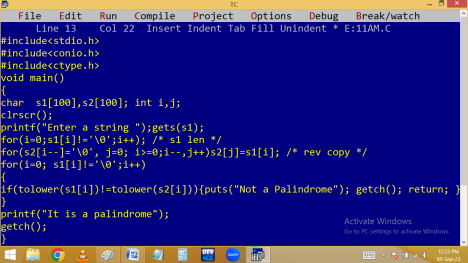 TC
File Edit Run Compile Project Options Debug Break/watch
Line 13 Col 22 Insert Indent Tab Fill Unindent * E:11AM.C
#include<stdio.h>
#include<conio.h>
#include<ctype.h>
void main()
{
char s1[100],s2[100]; int i,j;
clrscr();
printf("Enter a string ");gets(s1);
for(i=0;s1[i]!='\0';i++); /* s1 len */
for(s2[i--]='\0', j=0; i>=0;i--,j++)s2[j]=s1[i]; /* rev copy */
for(i=0; s1[i]!='\0';i++)
{
if(tolower(s1[i])!=tolower(s2[i])){puts("Not a Palindrome"); getch(); return; }
}
printf("It is a palindrome");
getch();
}
Activate Windows
Go to PC settings to activate Windows.
12:23 PM
08-Sep-23